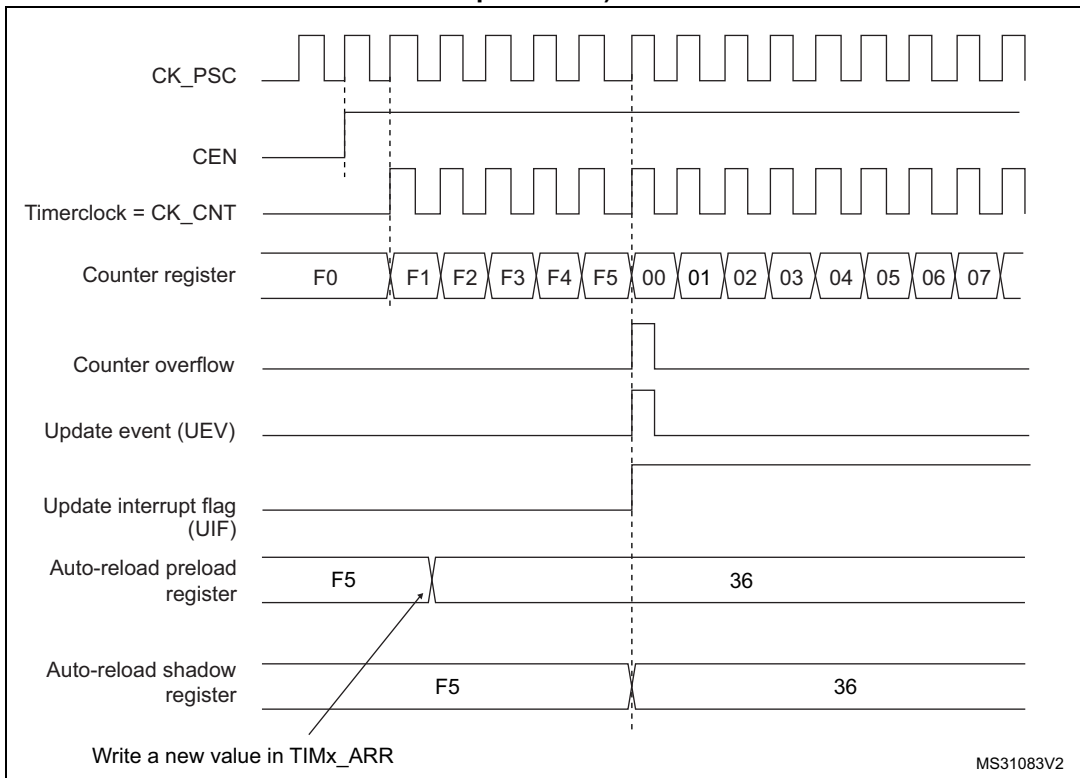 CK_PSC
CEN
Timerclock = CK_CNT
Counter register F0 F1 F2 F3 F4 F5 00 01 02 03 04 05 06 07
Counter overflow
Update event (UEV)
Update interrupt flag
(UIF)
Auto-reload preload
register
F5 36
Auto-reload shadow
register
F5 36
Write a new value in TIMx_ARR
MS31083V2